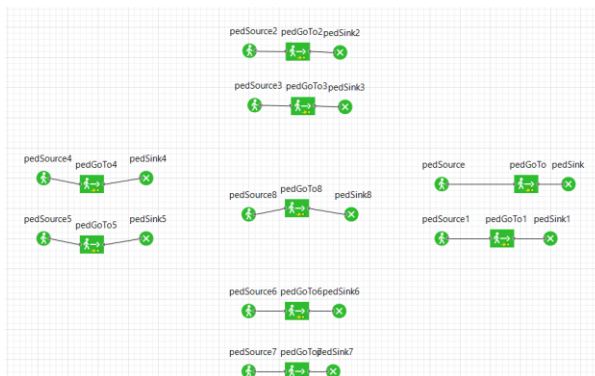 pedSource2 pedGoTo2 pedSink2
pedSource3 pedGoTo3 pedSink3
pedSource4 pedGoTo4 pedSink4
pedSource pedGoTo pedSink
pedSource8 pedGoTo8 pedSink8
pedSource5 pedGoTo5 pedSink5
pedSource1 pedGoTo1 pedSink1
pedSource6 pedGoTo6 pedSink6
pedSource7 pedSink7